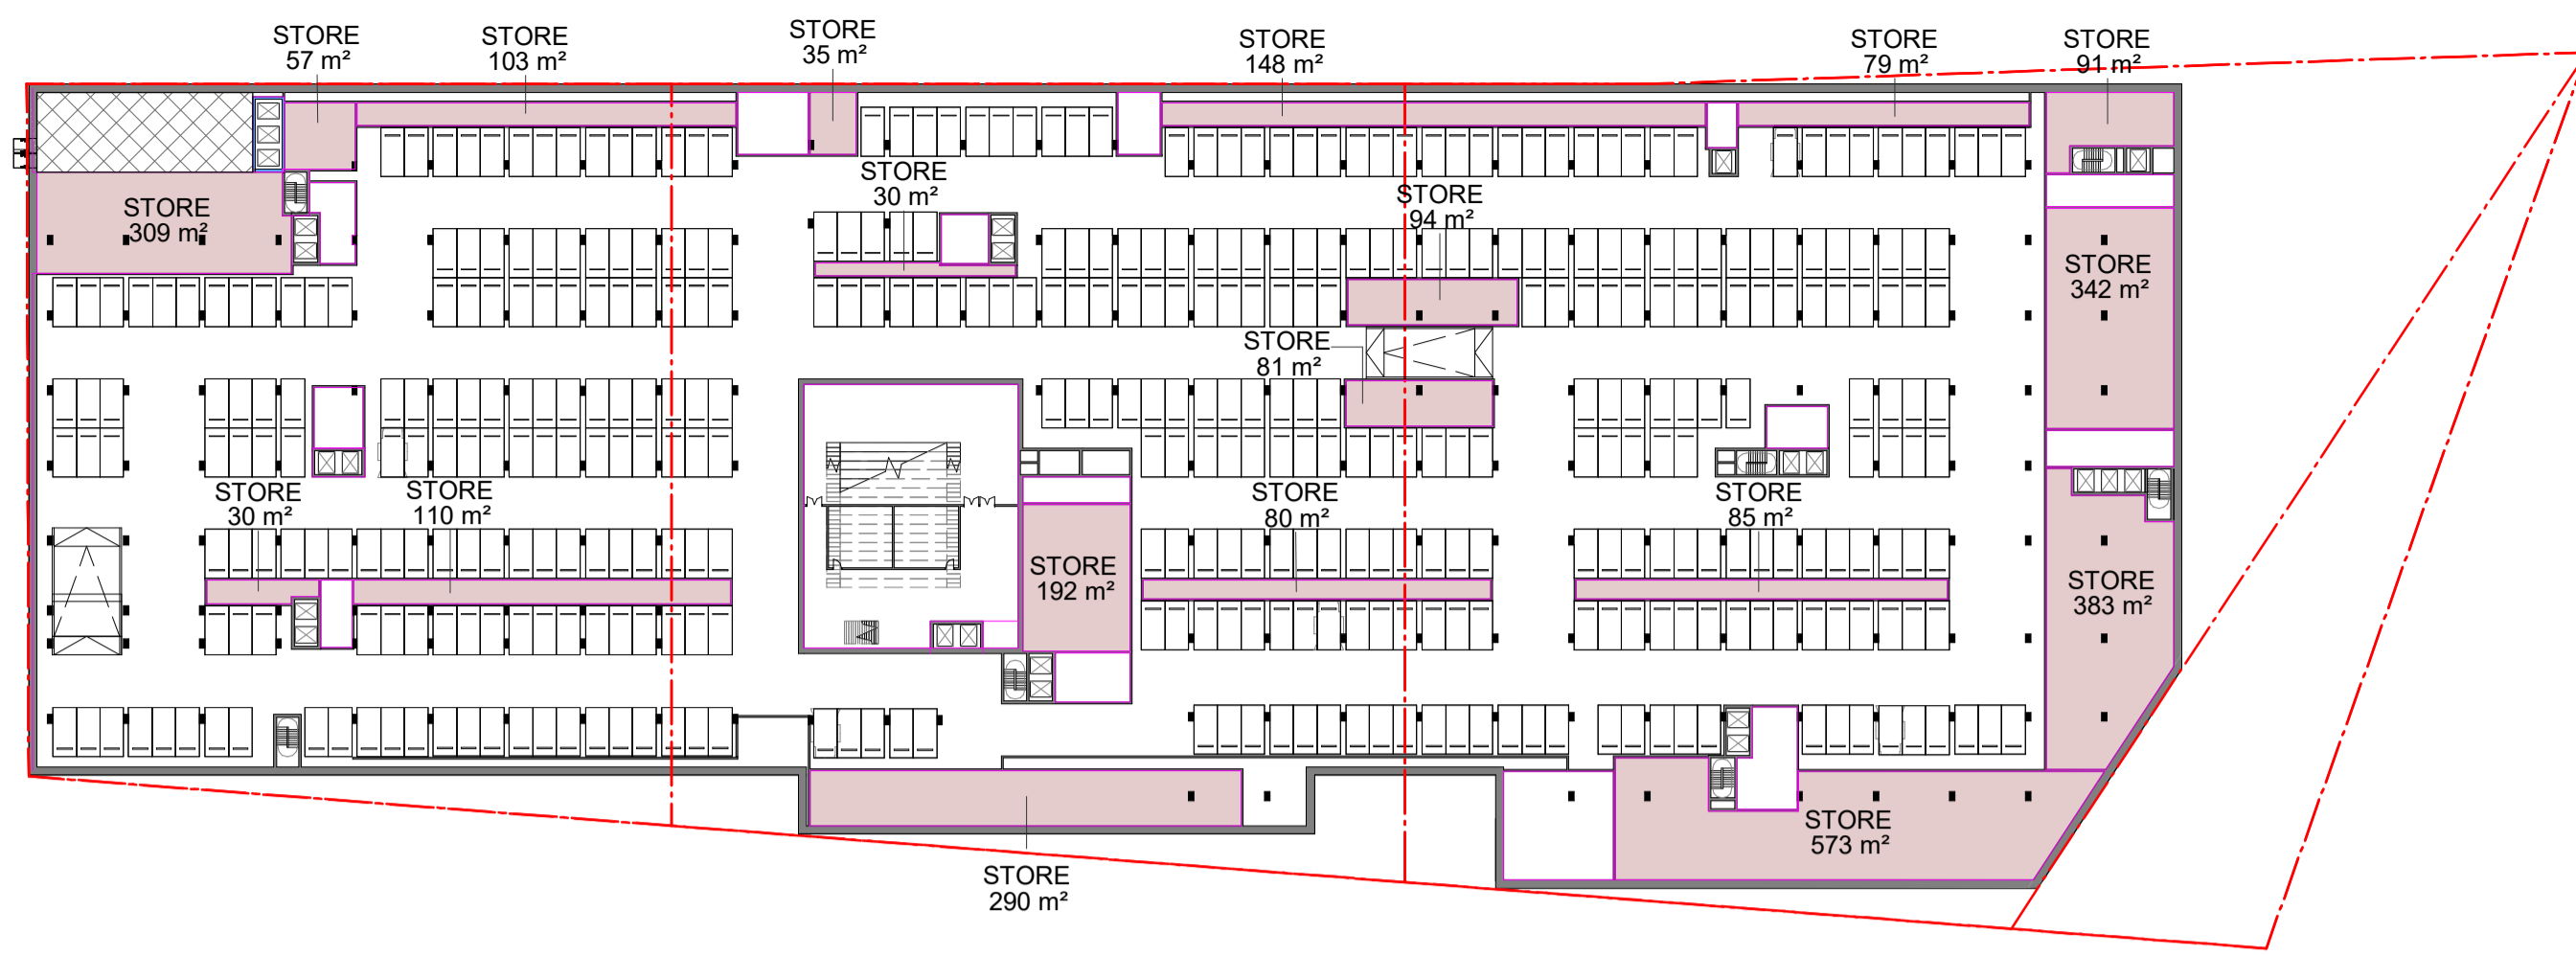 STORE
57 m²
STORE
103 m²
STORE
35 m²
STORE
148 m²
STORE
79 m²
STORE
91 m²
STORE
309 m²
STORE
30 m²
STORE
94 m²
STORE
342 m²
STORE
81 m²
STORE
30 m²
STORE
110 m²
STORE
80 m²
STORE
85 m²
STORE
192 m²
STORE
383 m²
STORE
573 m²
STORE
290 m²